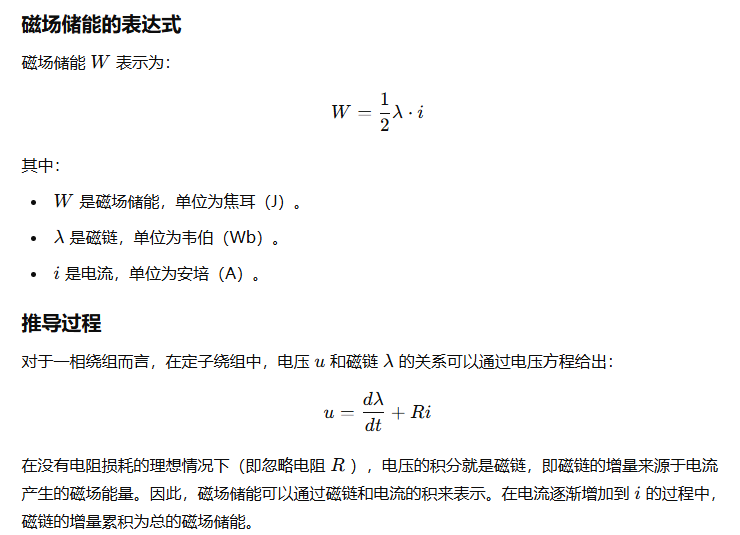 磁场储能的表达式
磁场储能 W 表示为：
W = \frac{1}{2} λ · i
其中：
• W 是磁场储能，单位为焦耳（J）。
• λ 是磁链，单位为韦伯（Wb）。
• i 是电流，单位为安培（A）。
推导过程
对于一相绕组而言，在定子绕组中，电压 u 和磁链 λ 的关系可以通过电压方程给出：
u = \frac{dλ}{dt} + Ri
在没有电阻损耗的理想情况下（即忽略电阻 R ），电压的积分就是磁链，即磁链的增量来源于电流
产生的磁场能量。因此，磁场储能可以通过磁链和电流的积来表示。在电流逐渐增加到 i 的过程中，
磁链的增量累积为总的磁场储能。